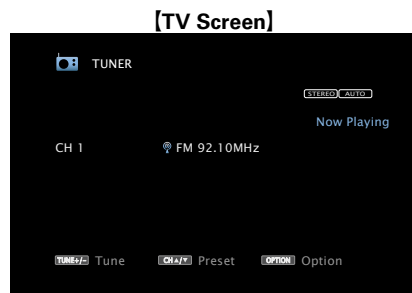 【TV Screen】
TUNER
STEREO AUTO
Now Playing
CH 1 FM 92.10MHz
TUNE+/- Tune CH▲/▼ Preset OPTION Option